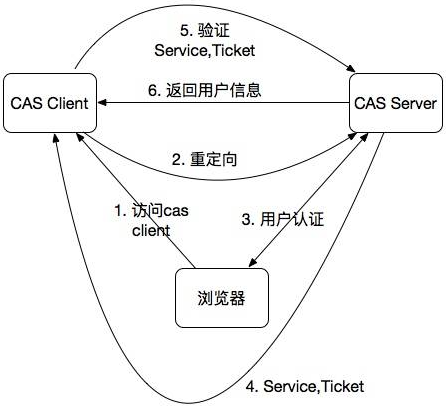 5. 验证
Service,Ticket
CAS Client
6. 返回用户信息
CAS Server
2. 重定向
1. 访问cas
client
3. 用户认证
浏览器
4. Service,Ticket